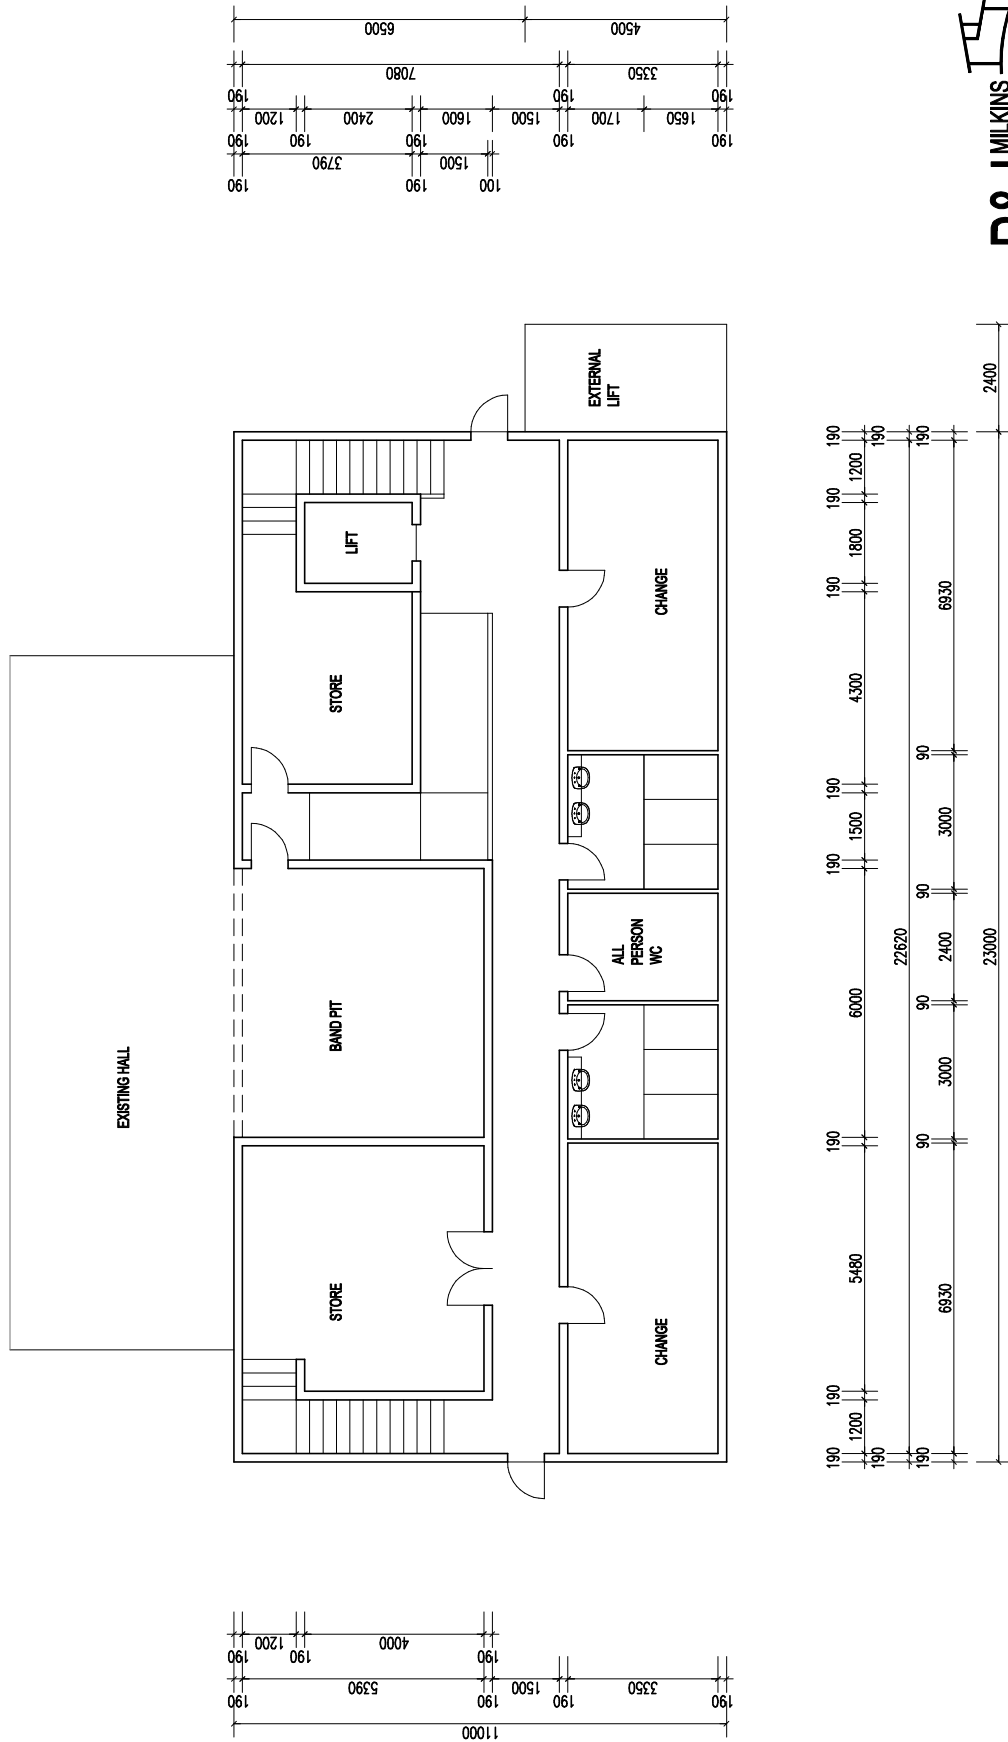 EXISTING HALL
STORE
BAND PIT
STORE
LIFT
CHANGE
ALL
PERSON
WC
CHANGE
EXTERNAL
LIFT
11000
190 5390 190 1500 190 3350 190
190 1200 190 4000 190
190 3790 190 1500 100
190 1200 190 2400 190 1600 1500 190 1700 1650 190
190 7080 190 3350 190
6500 4500
190 1200 190 5480 190 6000 190 1500 190 4300 190 1800 190 1200 190
190 22620 190
190 6930 90 3000 90 2400 90 3000 90 6930 190
23000 2400
MILKINS